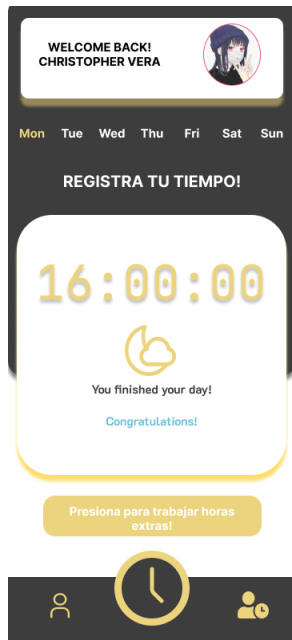 WELCOME BACK!
CHRISTOPHER VERA
Mon Tue Wed Thu Fri Sat Sun
REGISTRA TU TIEMPO!
16:00:00
You finished your day!
Congratulations!
Presiona para trabajar horas
extras!